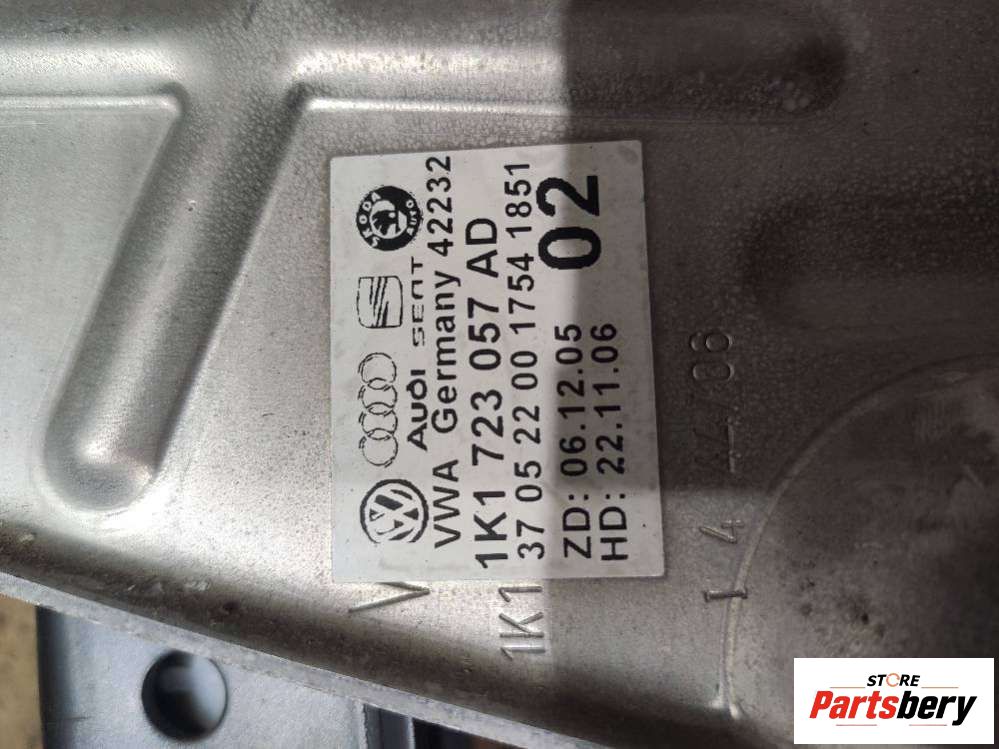 SKODA AUTO
AUDI SEAT
VWA Germany 42232
1K1 723 057 AD
37 05 22 00 1754 1851
ZD: 06.12.05
HD: 22.11.06
02
1K1
14
STORE
Partsbery